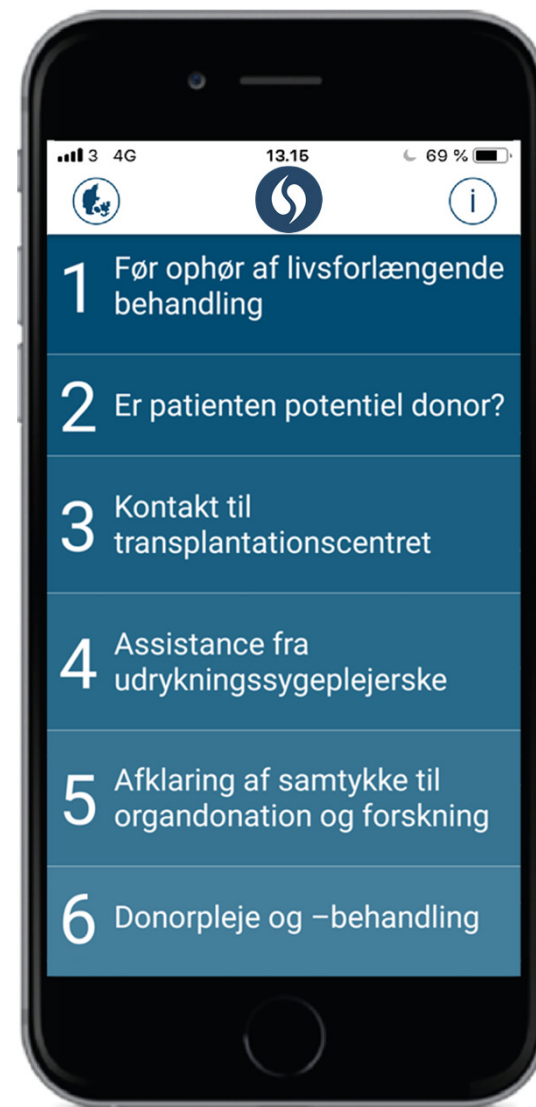 3 4G 13.15 69 %
i
1 Før ophør af livsforlængende
behandling
2 Er patienten potentiel donor?
3 Kontakt til
transplantationscentret
4 Assistance fra
udrykningssygeplejerske
5 Afklaring af samtykke til
organdonation og forskning
6 Donorpleje og –behandling